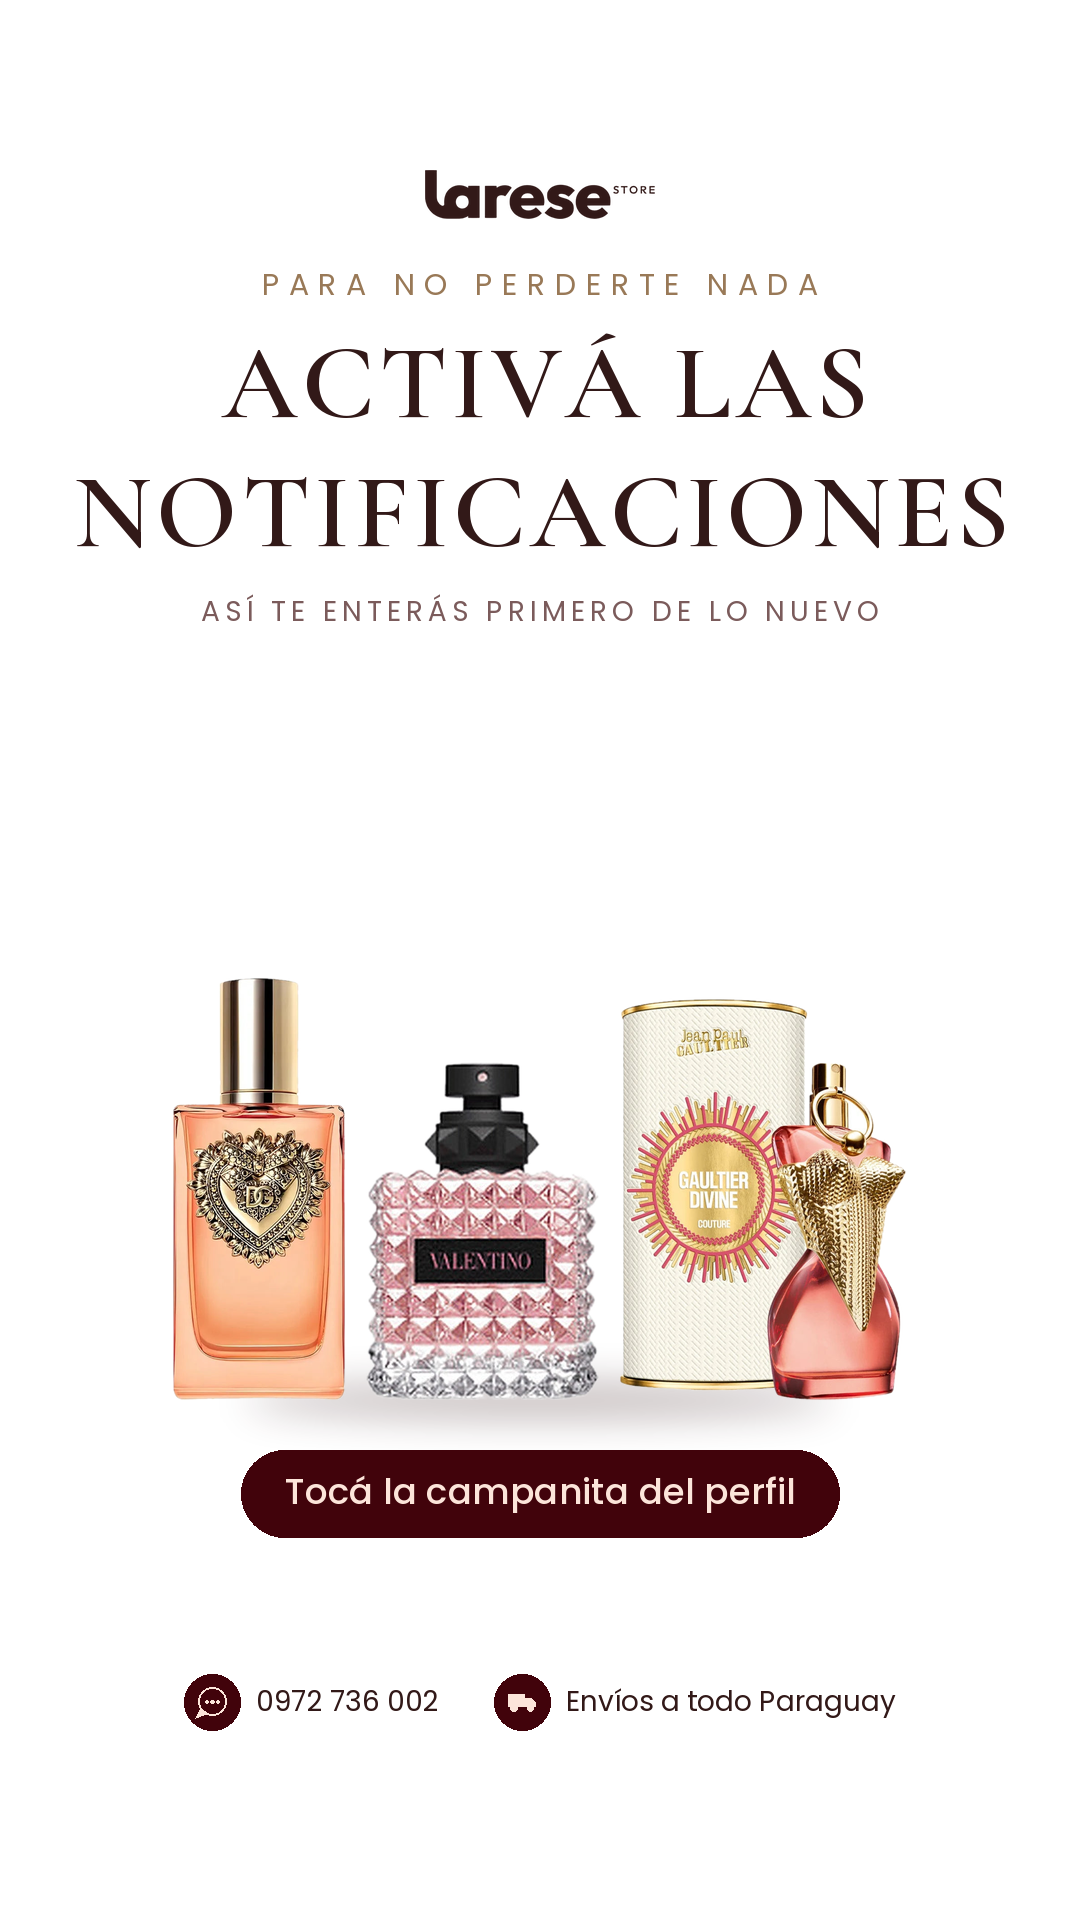 larese STORE
PARA NO PERDERTE NADA
ACTIVÁ LAS
NOTIFICACIONES
ASÍ TE ENTERÁS PRIMERO DE LO NUEVO
Jean Paul
GAULTIER
DG
VALENTINO
GAULTIER
DIVINE
COUTURE
Tocá la campanita del perfil
0972 736 002
Envíos a todo Paraguay